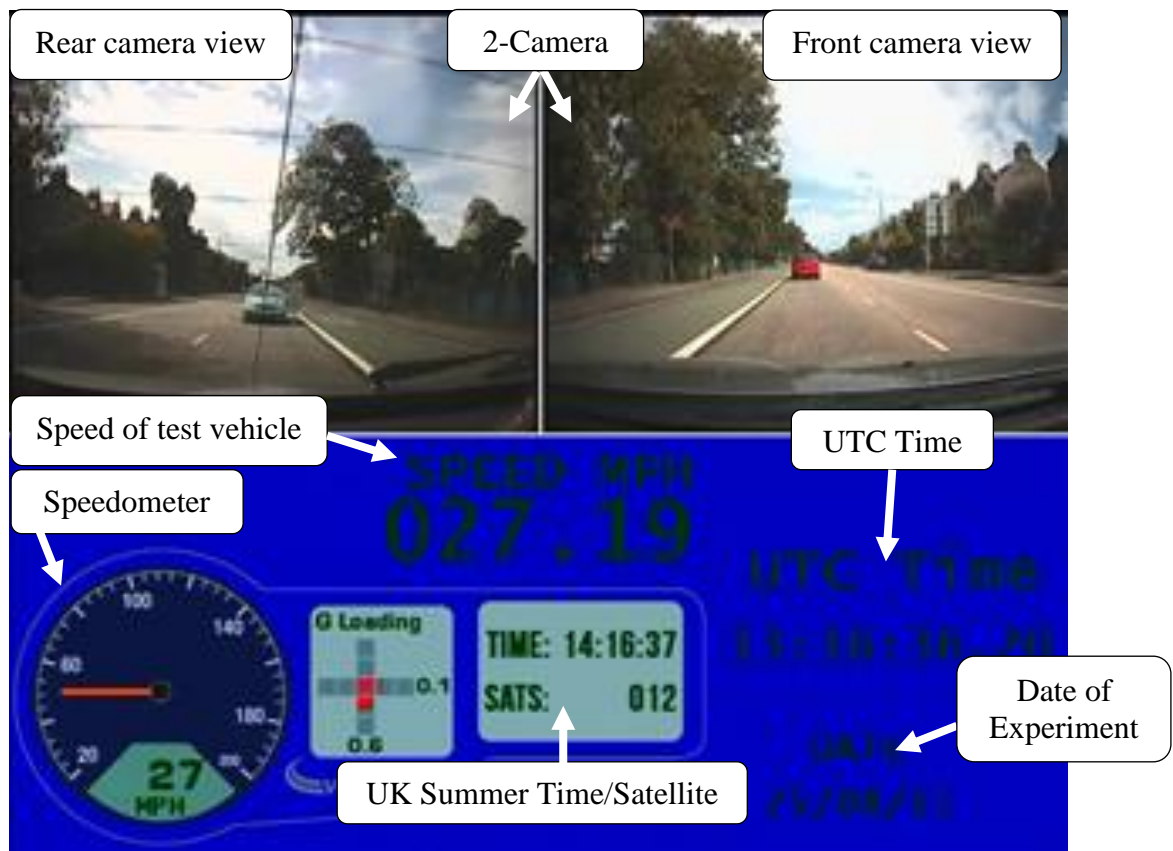 Rear camera view
2-Camera
Front camera view
Speed of test vehicle
UTC Time
SPEED MPH
027.19
Speedometer
UTC Time
100
140
60
180
20
200
27
MPH
G Loading
0.1
0.6
TIME: 14:16:37
SATS: 012
Date of
Experiment
DATE
UK Summer Time/Satellite